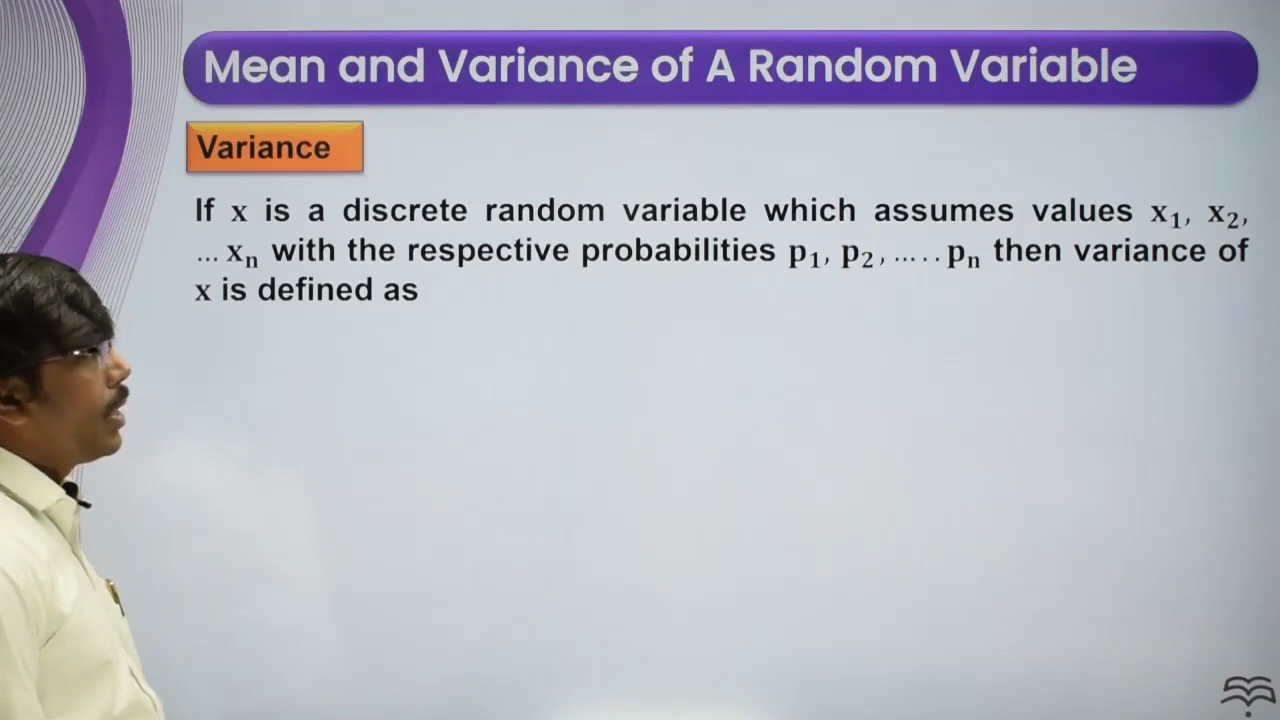 Mean and Variance of A Random Variable
Variance
If x is a discrete random variable which assumes values x₁, x₂,
... xₙ with the respective probabilities p₁, p₂, ..... pₙ then variance of
x is defined as